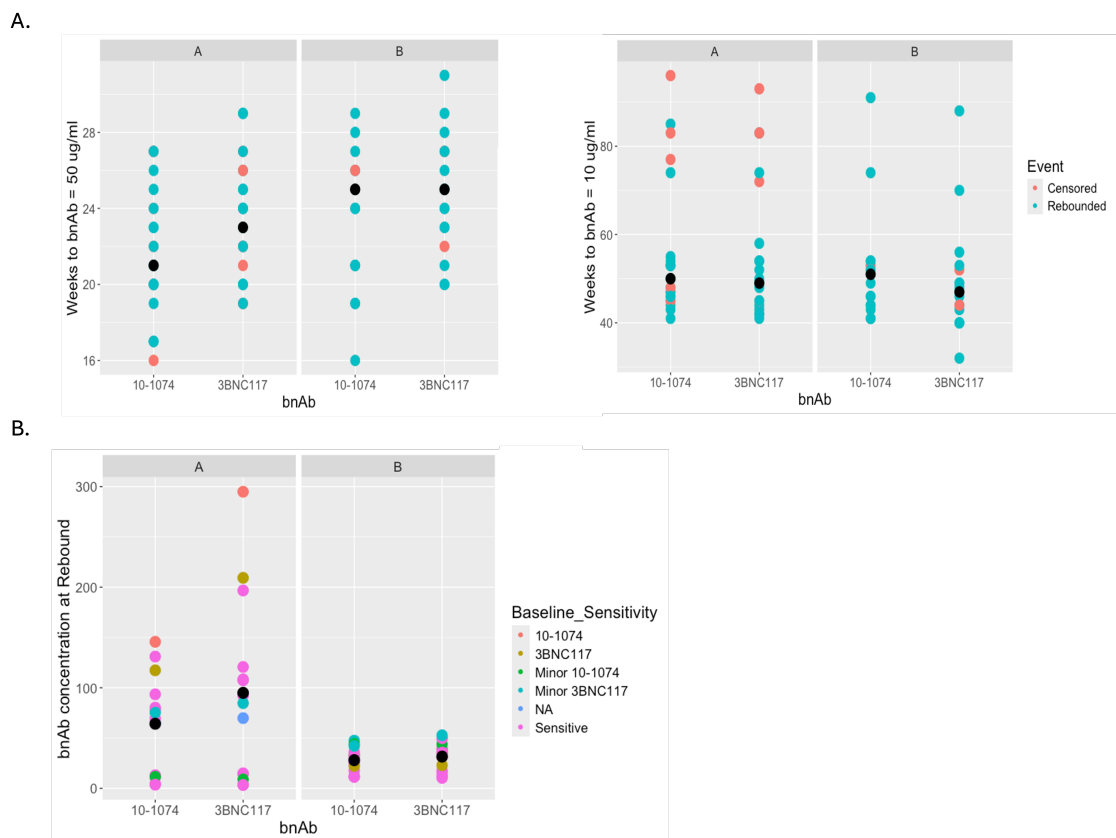 A.
A B
Weeks to bnAb = 50 ug/ml
28
24
20
16
10-1074 3BNC117 10-1074 3BNC117
bnAb
A B
Weeks to bnAb = 10 ug/ml
80
60
40
10-1074 3BNC117 10-1074 3BNC117
bnAb
Event
Censored
Rebounded
B.
A B
bnAb concentration at Rebound
300
200
100
0
10-1074 3BNC117 10-1074 3BNC117
bnAb
Baseline_Sensitivity
10-1074
3BNC117
Minor 10-1074
Minor 3BNC117
NA
Sensitive